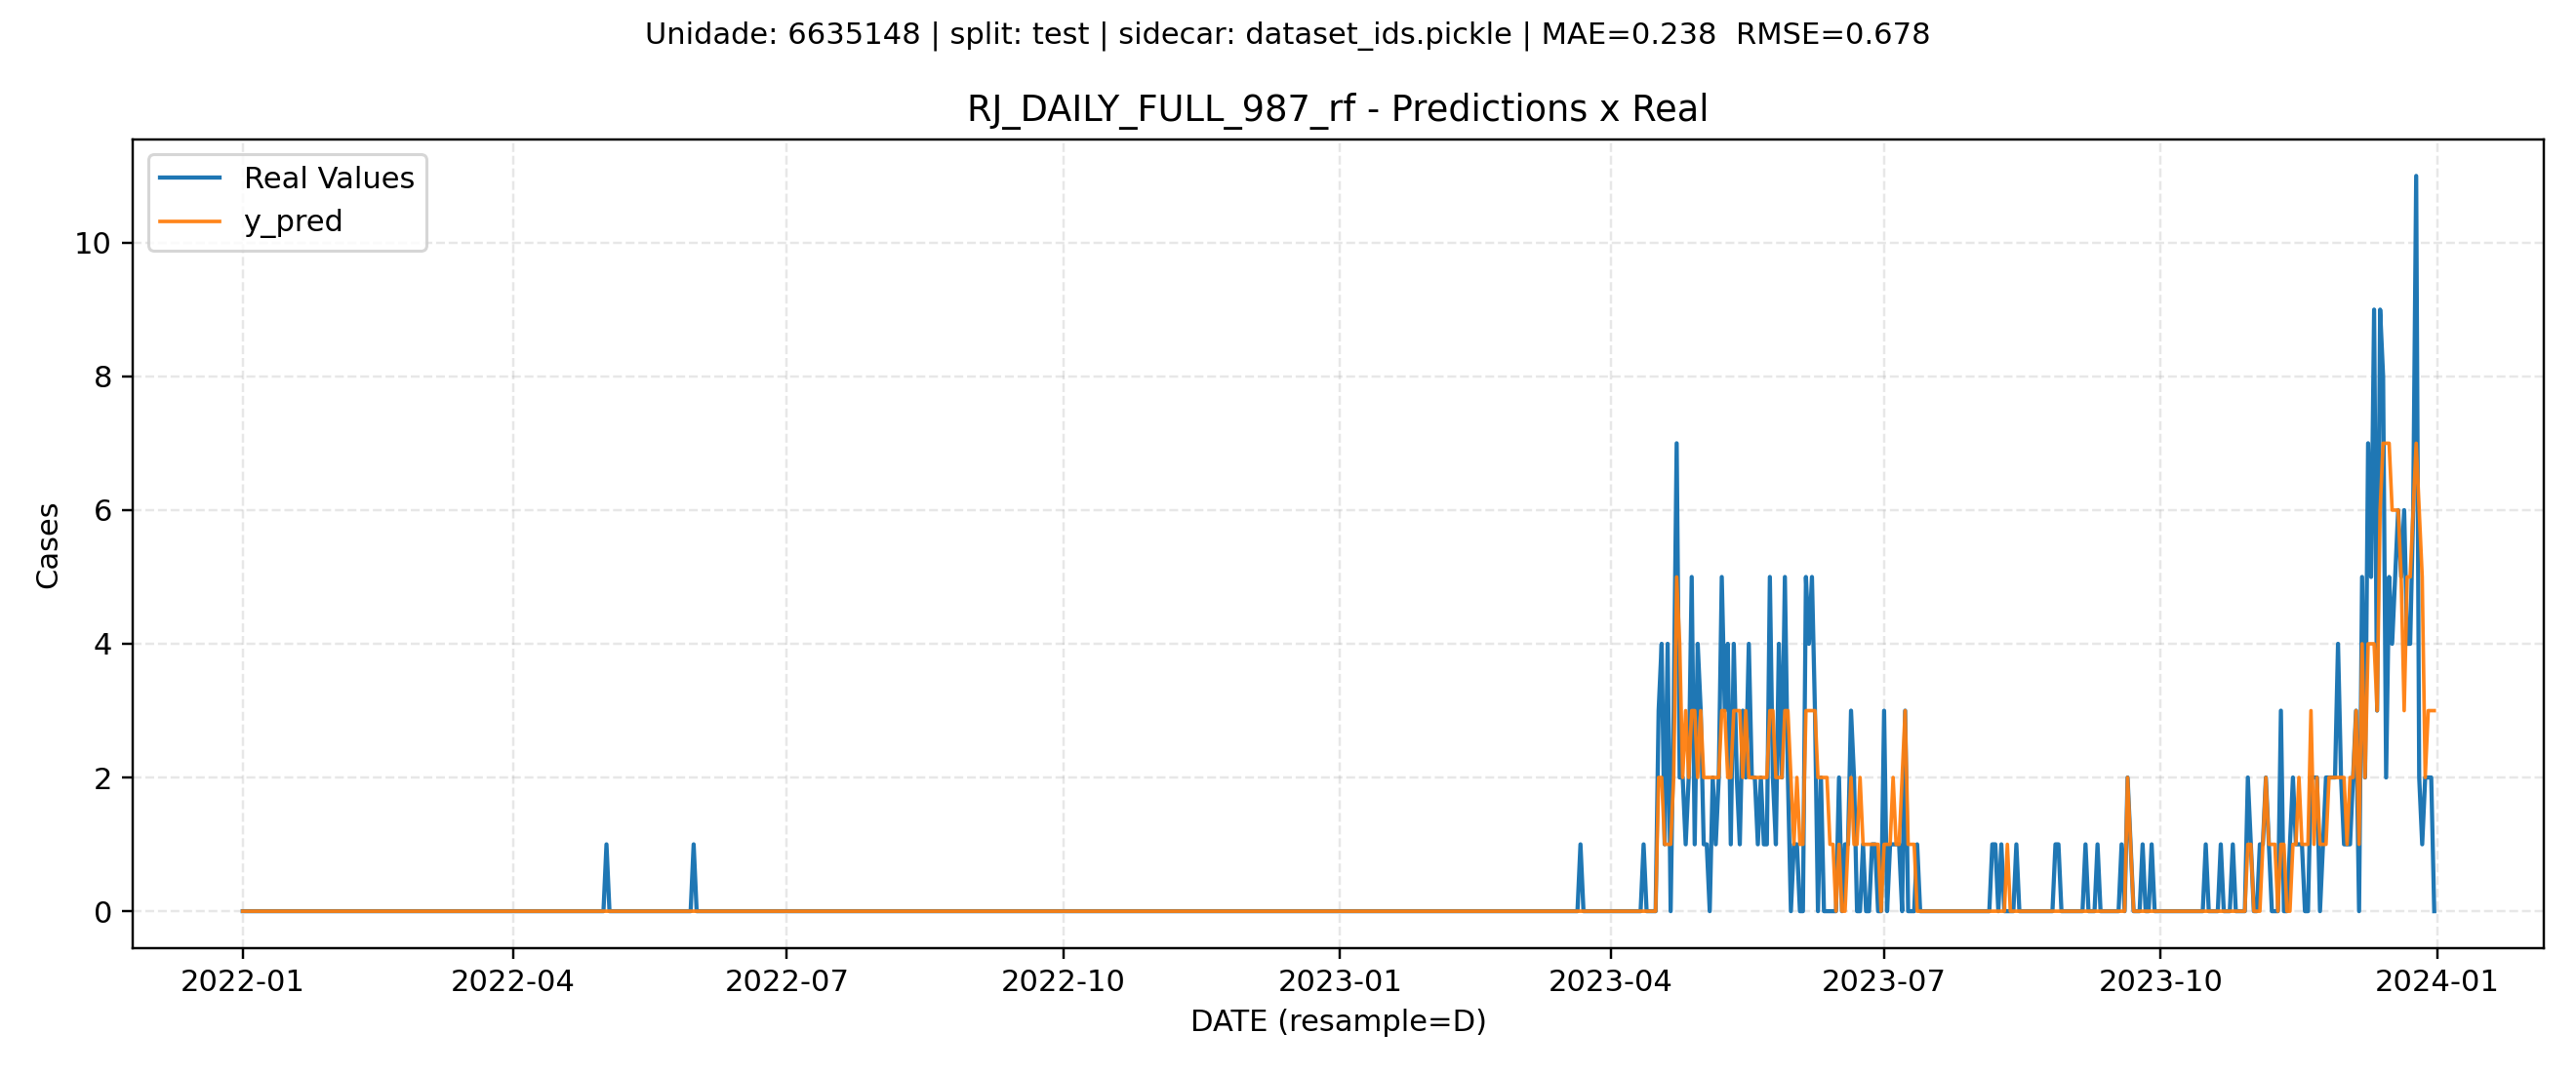 Unidade: 6635148 | split: test | sidecar: dataset_ids.pickle | MAE=0.238  RMSE=0.678
RJ_DAILY_FULL_987_rf - Predictions x Real
Real Values
y_pred
10
8
6
4
2
0
Cases
2022-01 2022-04 2022-07 2022-10 2023-01 2023-04 2023-07 2023-10 2024-01
DATE (resample=D)